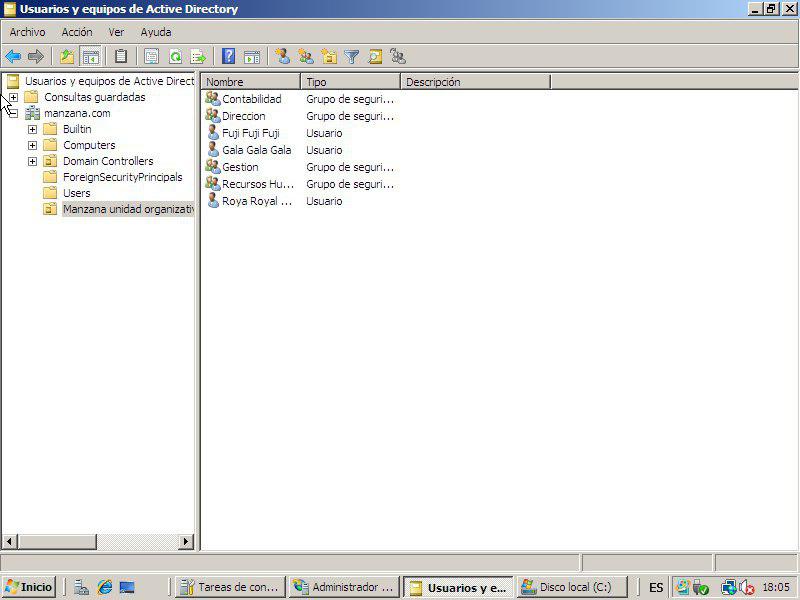 Usuarios y equipos de Active Directory
Archivo Acción Ver Ayuda
Usuarios y equipos de Active Direct
Consultas guardadas
manzana.com
Builtin
Computers
Domain Controllers
ForeignSecurityPrincipals
Users
Manzana unidad organizativ
Nombre Tipo Descripción
Contabilidad Grupo de seguri...
Direccion Grupo de seguri...
Fuji Fuji Fuji Usuario
Gala Gala Gala Usuario
Gestion Grupo de seguri...
Recursos Hu... Grupo de seguri...
Roya Royal ... Usuario
Inicio Tareas de con... Administrador ... Usuarios y e... Disco local (C:) ES 18:05